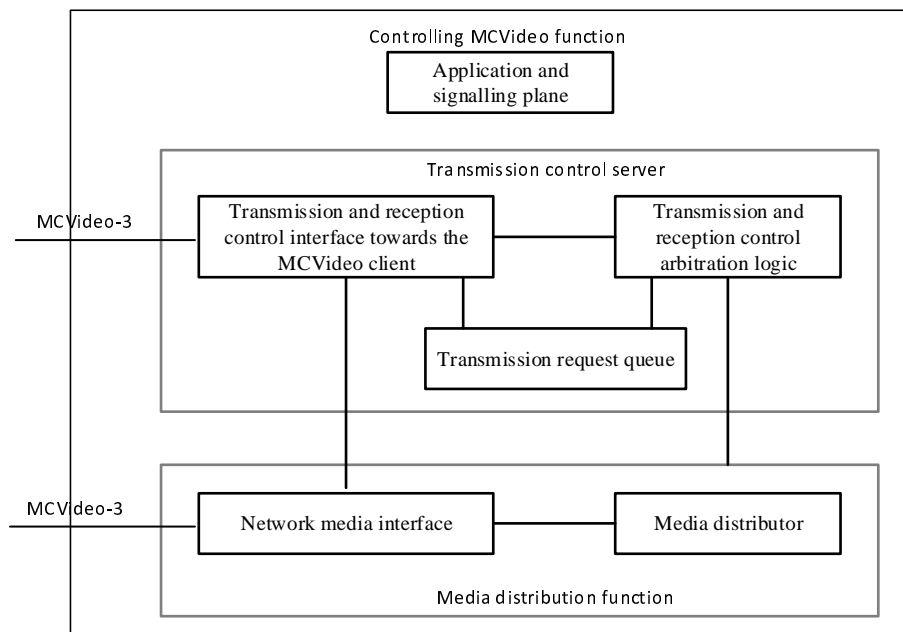 Controlling MCVideo function
Application and
signalling plane
Transmission control server
MCVideo-3
Transmission and reception
control interface towards the
MCVideo client
Transmission and
reception control
arbitration logic
Transmission request queue
MCVideo-3
Network media interface
Media distributor
Media distribution function